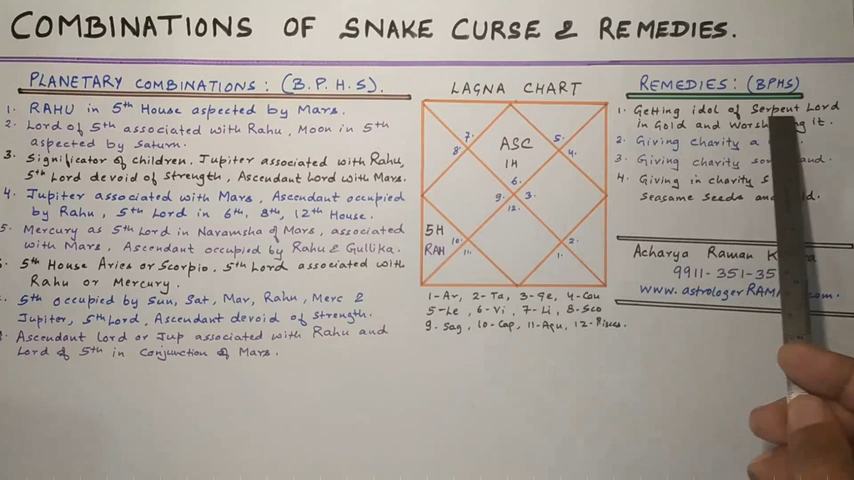 COMBINATIONS OF SNAKE CURSE & REMEDIES.
PLANETARY COMBINATIONS: (B.P.H.S).
1. RAHU in 5th House aspected by Mars.
2. Lord of 5th associated with Rahu, Moon in 5th
aspected by Saturn.
3. Significator of children, Jupiter associated with Rahu,
5th Lord devoid of Strength, Ascendant Lord with Mars.
4. Jupiter associated with Mars, Ascendant occupied
by Rahu, 5th Lord in 6th, 8th, 12th House.
5. Mercury as 5th Lord in Navamsha of Mars, associated
with Mars, Ascendant occupied by Rahu & Gullika.
5th House Aries or Scorpio, 5th Lord associated with
Rahu or Mercury.
5th occupied by Sun, Sat, Mar, Rahu, Merc &
Jupiter, 5th Lord, Ascendant devoid of strength.
Ascendant lord or Jup associated with Rahu and
Lord of 5th in Conjunction of Mars.
LAGNA CHART
ASC
1H
7.
8.
5.
4.
6.
9. 3.
12.
5H
RAH
10.
11.
2.
1.
1-Ar, 2-Ta, 3-Ge, 4-Can
5-Le, 6-Vi, 7-Li, 8-Sco
9-Sag, 10-Cap, 11-Aqu, 12-Pisces.
REMEDIES: (BPHS)
1. Getting idol of Serpent Lord
in Gold and Wors ng it.
2. Giving charity a
3. Giving charity so
4. Giving in charity
Seasame Seeds an
Acharya Raman
9911-351-35
www.astrologerRAMA .com.